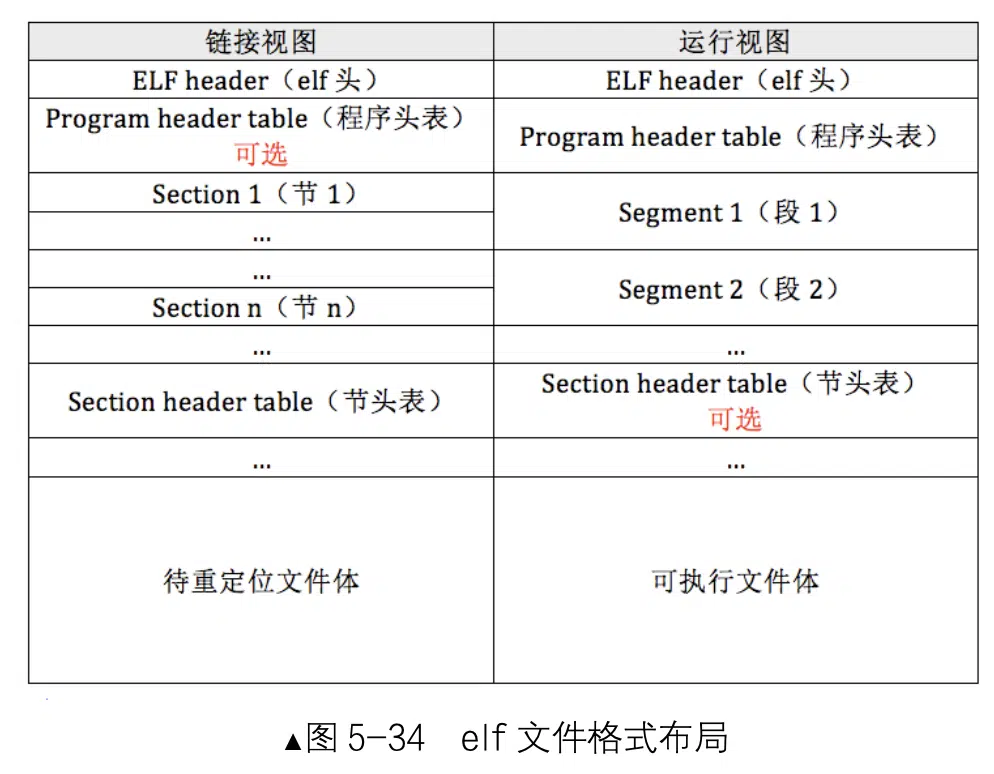 链接视图
运行视图
ELF header（elf 头）
ELF header（elf 头）
Program header table（程序头表）
可选
Program header table（程序头表）
Section 1（节 1）
Segment 1（段 1）
...
...
Segment 2（段 2）
Section n（节 n）
...
...
Section header table（节头表）
Section header table（节头表）
可选
...
...
待重定位文件体
可执行文件体
▲图 5-34 elf 文件格式布局